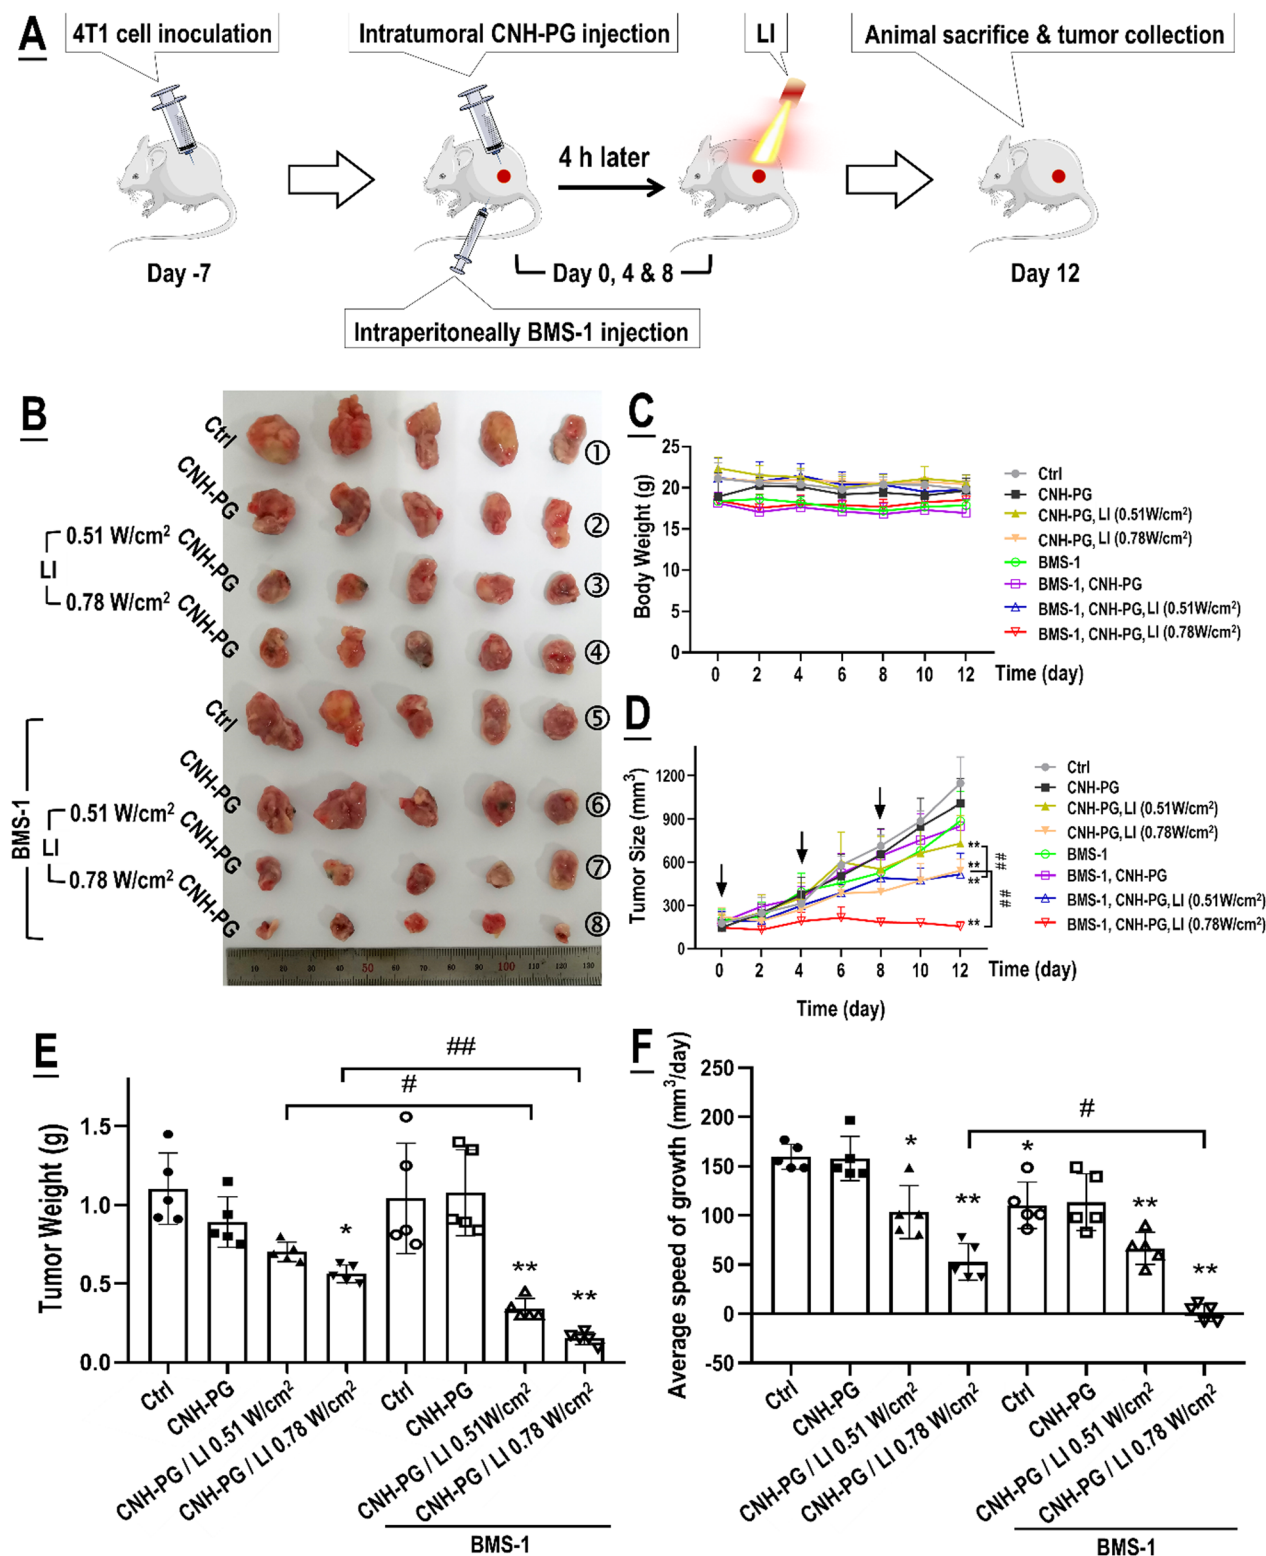 A
4T1 cell inoculation
Intratumoral CNH-PG injection
LI
Animal sacrifice & tumor collection
4 h later
Day -7
Day 0, 4 & 8
Day 12
Intraperitoneally BMS-1 injection
B
Ctrl
①
CNH-PG
②
0.51 W/cm²
CNH-PG
③
LI
0.78 W/cm²
CNH-PG
④
Ctrl
⑤
BMS-1
CNH-PG
⑥
0.51 W/cm²
CNH-PG
⑦
LI
0.78 W/cm²
CNH-PG
⑧
10 20 30 40 50 60 70 80 90 100 110 120 130
C
Body Weight (g)
25
20
15
10
5
0
0 2 4 6 8 10 12 Time (day)
Ctrl
CNH-PG
CNH-PG, LI (0.51W/cm²)
CNH-PG, LI (0.78W/cm²)
BMS-1
BMS-1, CNH-PG
BMS-1, CNH-PG, LI (0.51W/cm²)
BMS-1, CNH-PG, LI (0.78W/cm²)
D
Tumor Size (mm³)
1200
900
600
300
0
0 2 4 6 8 10 12 Time (day)
Time (day)
**
**
**
**
##
##
Ctrl
CNH-PG
CNH-PG, LI (0.51W/cm²)
CNH-PG, LI (0.78W/cm²)
BMS-1
BMS-1, CNH-PG
BMS-1, CNH-PG, LI (0.51W/cm²)
BMS-1, CNH-PG, LI (0.78W/cm²)
E
Tumor Weight (g)
1.5
1.0
0.5
0.0
##
#
*
**
**
Ctrl
CNH-PG
CNH-PG / LI 0.51 W/cm²
CNH-PG / LI 0.78 W/cm²
Ctrl
CNH-PG
CNH-PG / LI 0.51W/cm²
CNH-PG / LI 0.78 W/cm²
BMS-1
F
Average speed of growth (mm³/day)
250
200
150
100
50
0
-50
#
*
**
*
**
**
Ctrl
CNH-PG
CNH-PG / LI 0.51 W/cm²
CNH-PG / LI 0.78 W/cm²
Ctrl
CNH-PG
CNH-PG / LI 0.51 W/cm²
CNH-PG / LI 0.78 W/cm²
BMS-1